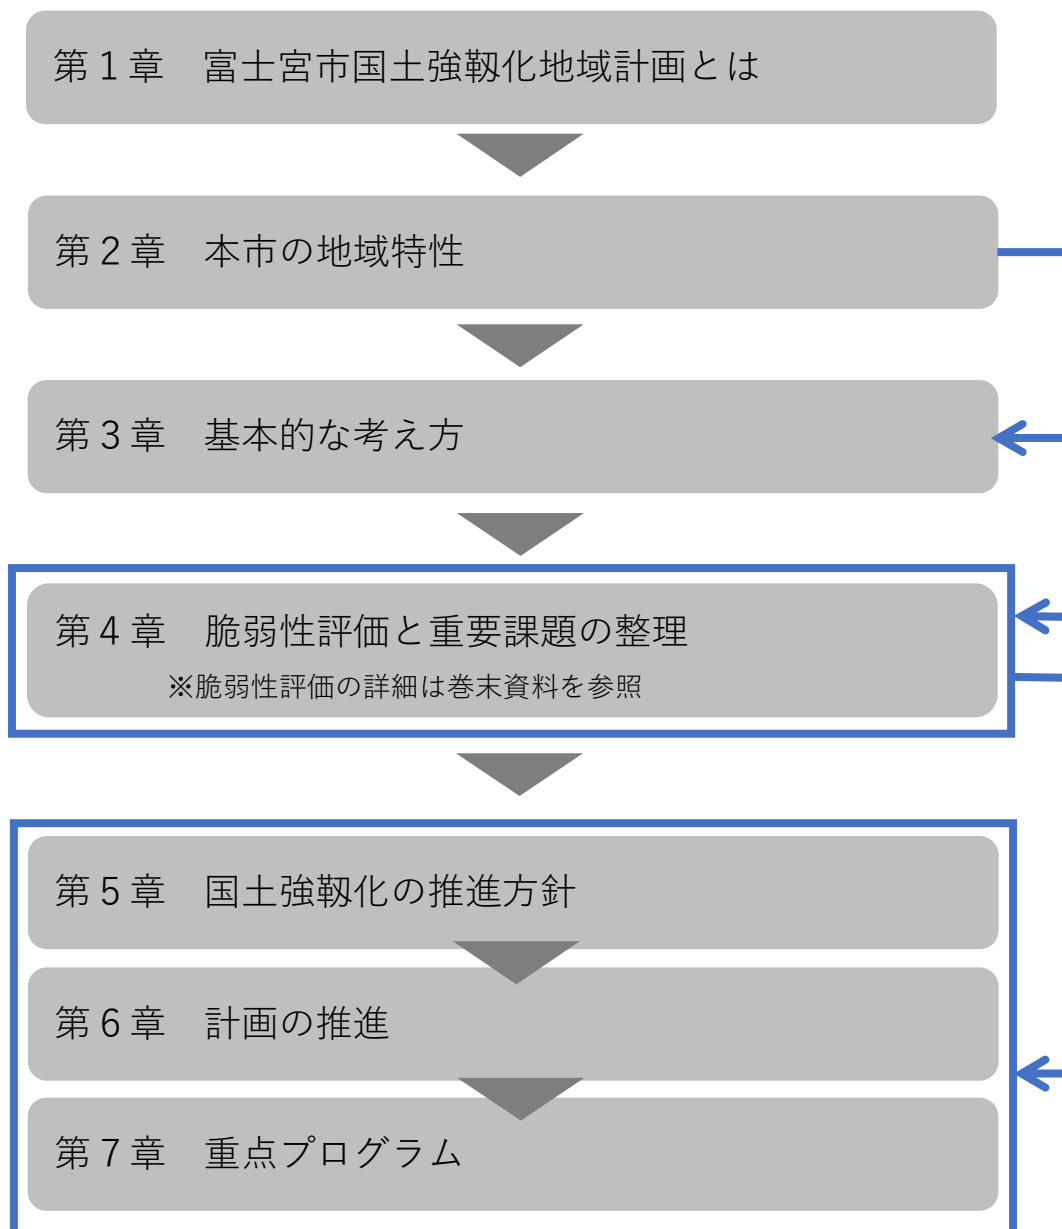 第１章　富士宮市国土強靱化地域計画とは
第２章　本市の地域特性
第３章　基本的な考え方
第４章　脆弱性評価と重要課題の整理
※脆弱性評価の詳細は巻末資料を参照
第５章　国土強靱化の推進方針
第６章　計画の推進
第７章　重点プログラム